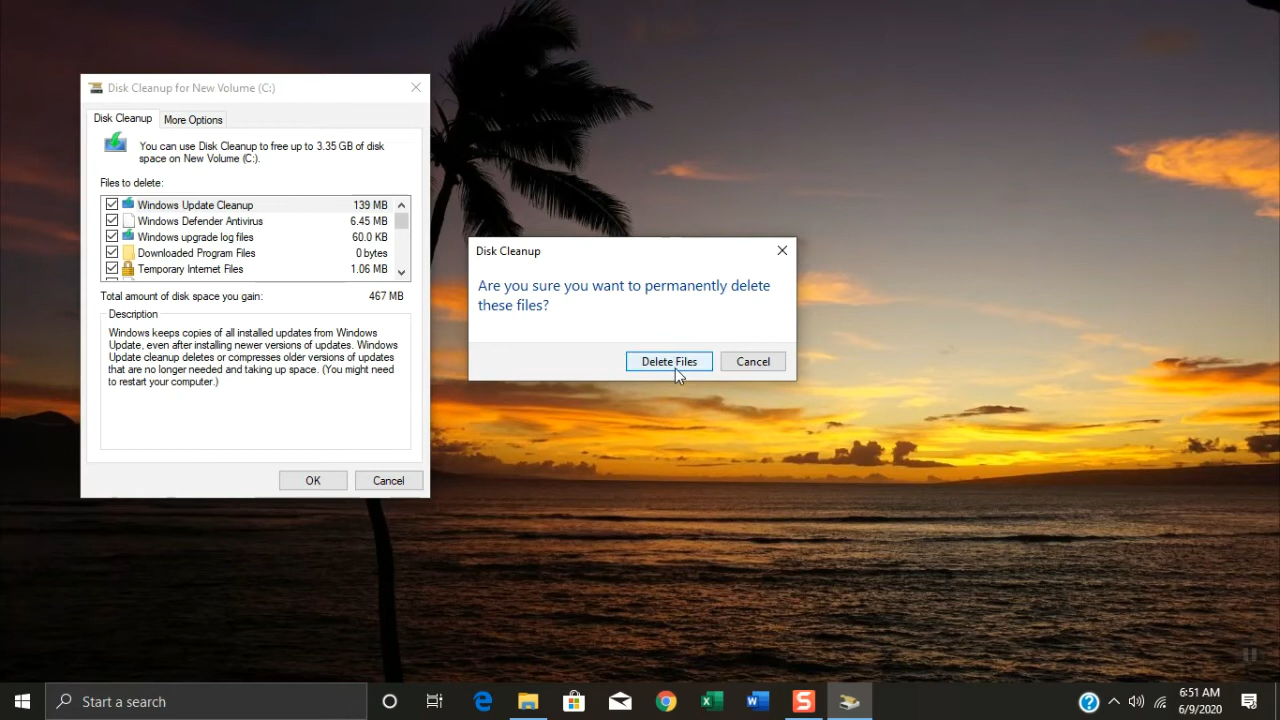 Disk Cleanup for New Volume (C:)
Disk Cleanup
More Options
You can use Disk Cleanup to free up to 3.35 GB of disk
space on New Volume (C:).
Files to delete:
Windows Update Cleanup 139 MB
Windows Defender Antivirus 6.45 MB
Windows upgrade log files 60.0 KB
Downloaded Program Files 0 bytes
Temporary Internet Files 1.06 MB
Total amount of disk space you gain: 467 MB
Description
Windows keeps copies of all installed updates from Windows
Update, even after installing newer versions of updates. Windows
Update cleanup deletes or compresses older versions of updates
that are no longer needed and taking up space. (You might need
to restart your computer.)
OK
Cancel
Disk Cleanup
Are you sure you want to permanently delete
these files?
Delete Files
Cancel
Start a search
6:51 AM
6/9/2020